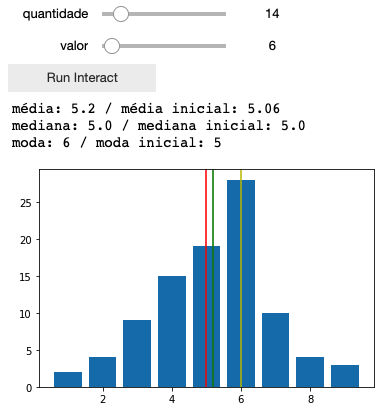 quantidade 14
valor 6
Run Interact
média: 5.2 / média inicial: 5.06
mediana: 5.0 / mediana inicial: 5.0
moda: 6 / moda inicial: 5
25
20
15
10
5
0
2 4 6 8